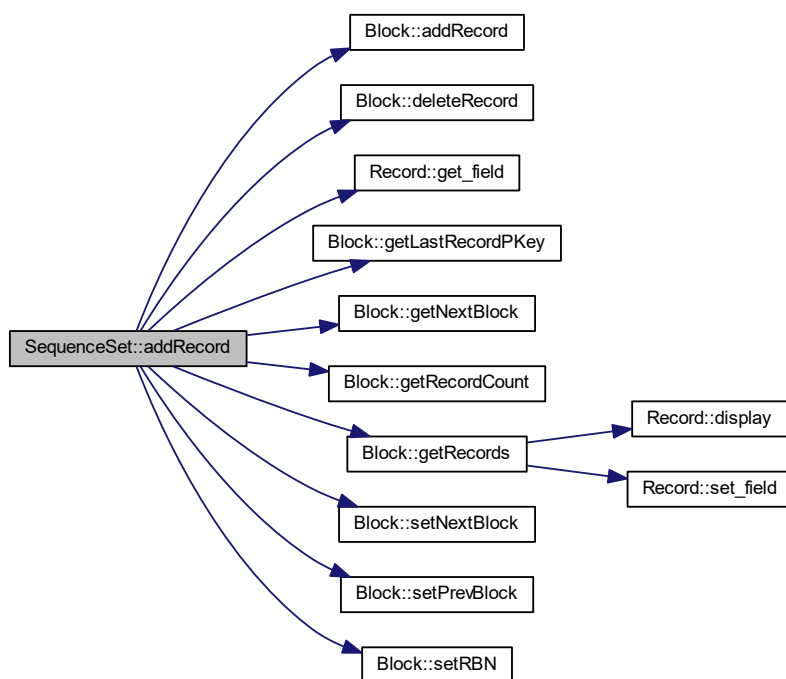 Block::addRecord
Block::deleteRecord
Record::get_field
Block::getLastRecordPKey
Block::getNextBlock
SequenceSet::addRecord
Block::getRecordCount
Record::display
Block::getRecords
Record::set_field
Block::setNextBlock
Block::setPrevBlock
Block::setRBN